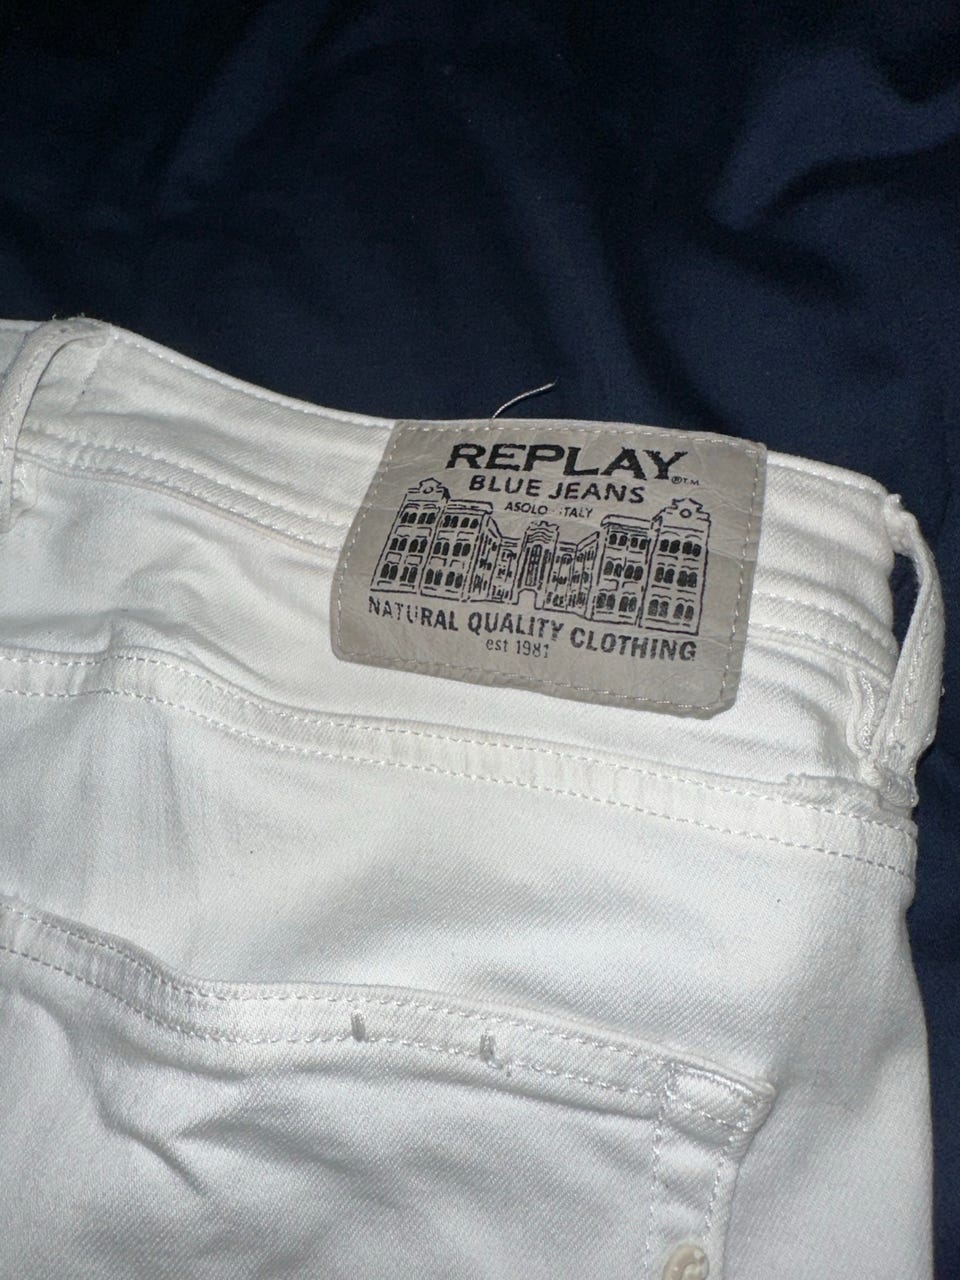 REPLAY ® T.M.
BLUE JEANS
ASOLO ITALY
NATURAL QUALITY CLOTHING
est 1981